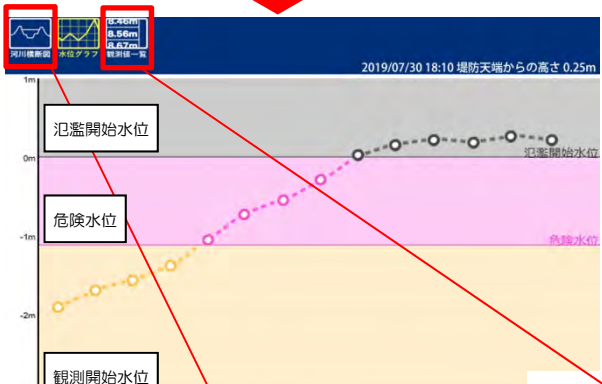 8.46m
8.56m
8.67m
河川横断図
水位グラフ
観測値一覧
2019/07/30 18:10 堤防天端からの高さ 0.25m
1m
氾濫開始水位
0m
氾濫開始水位
危険水位
-1m
危険水位
-2m
観測開始水位